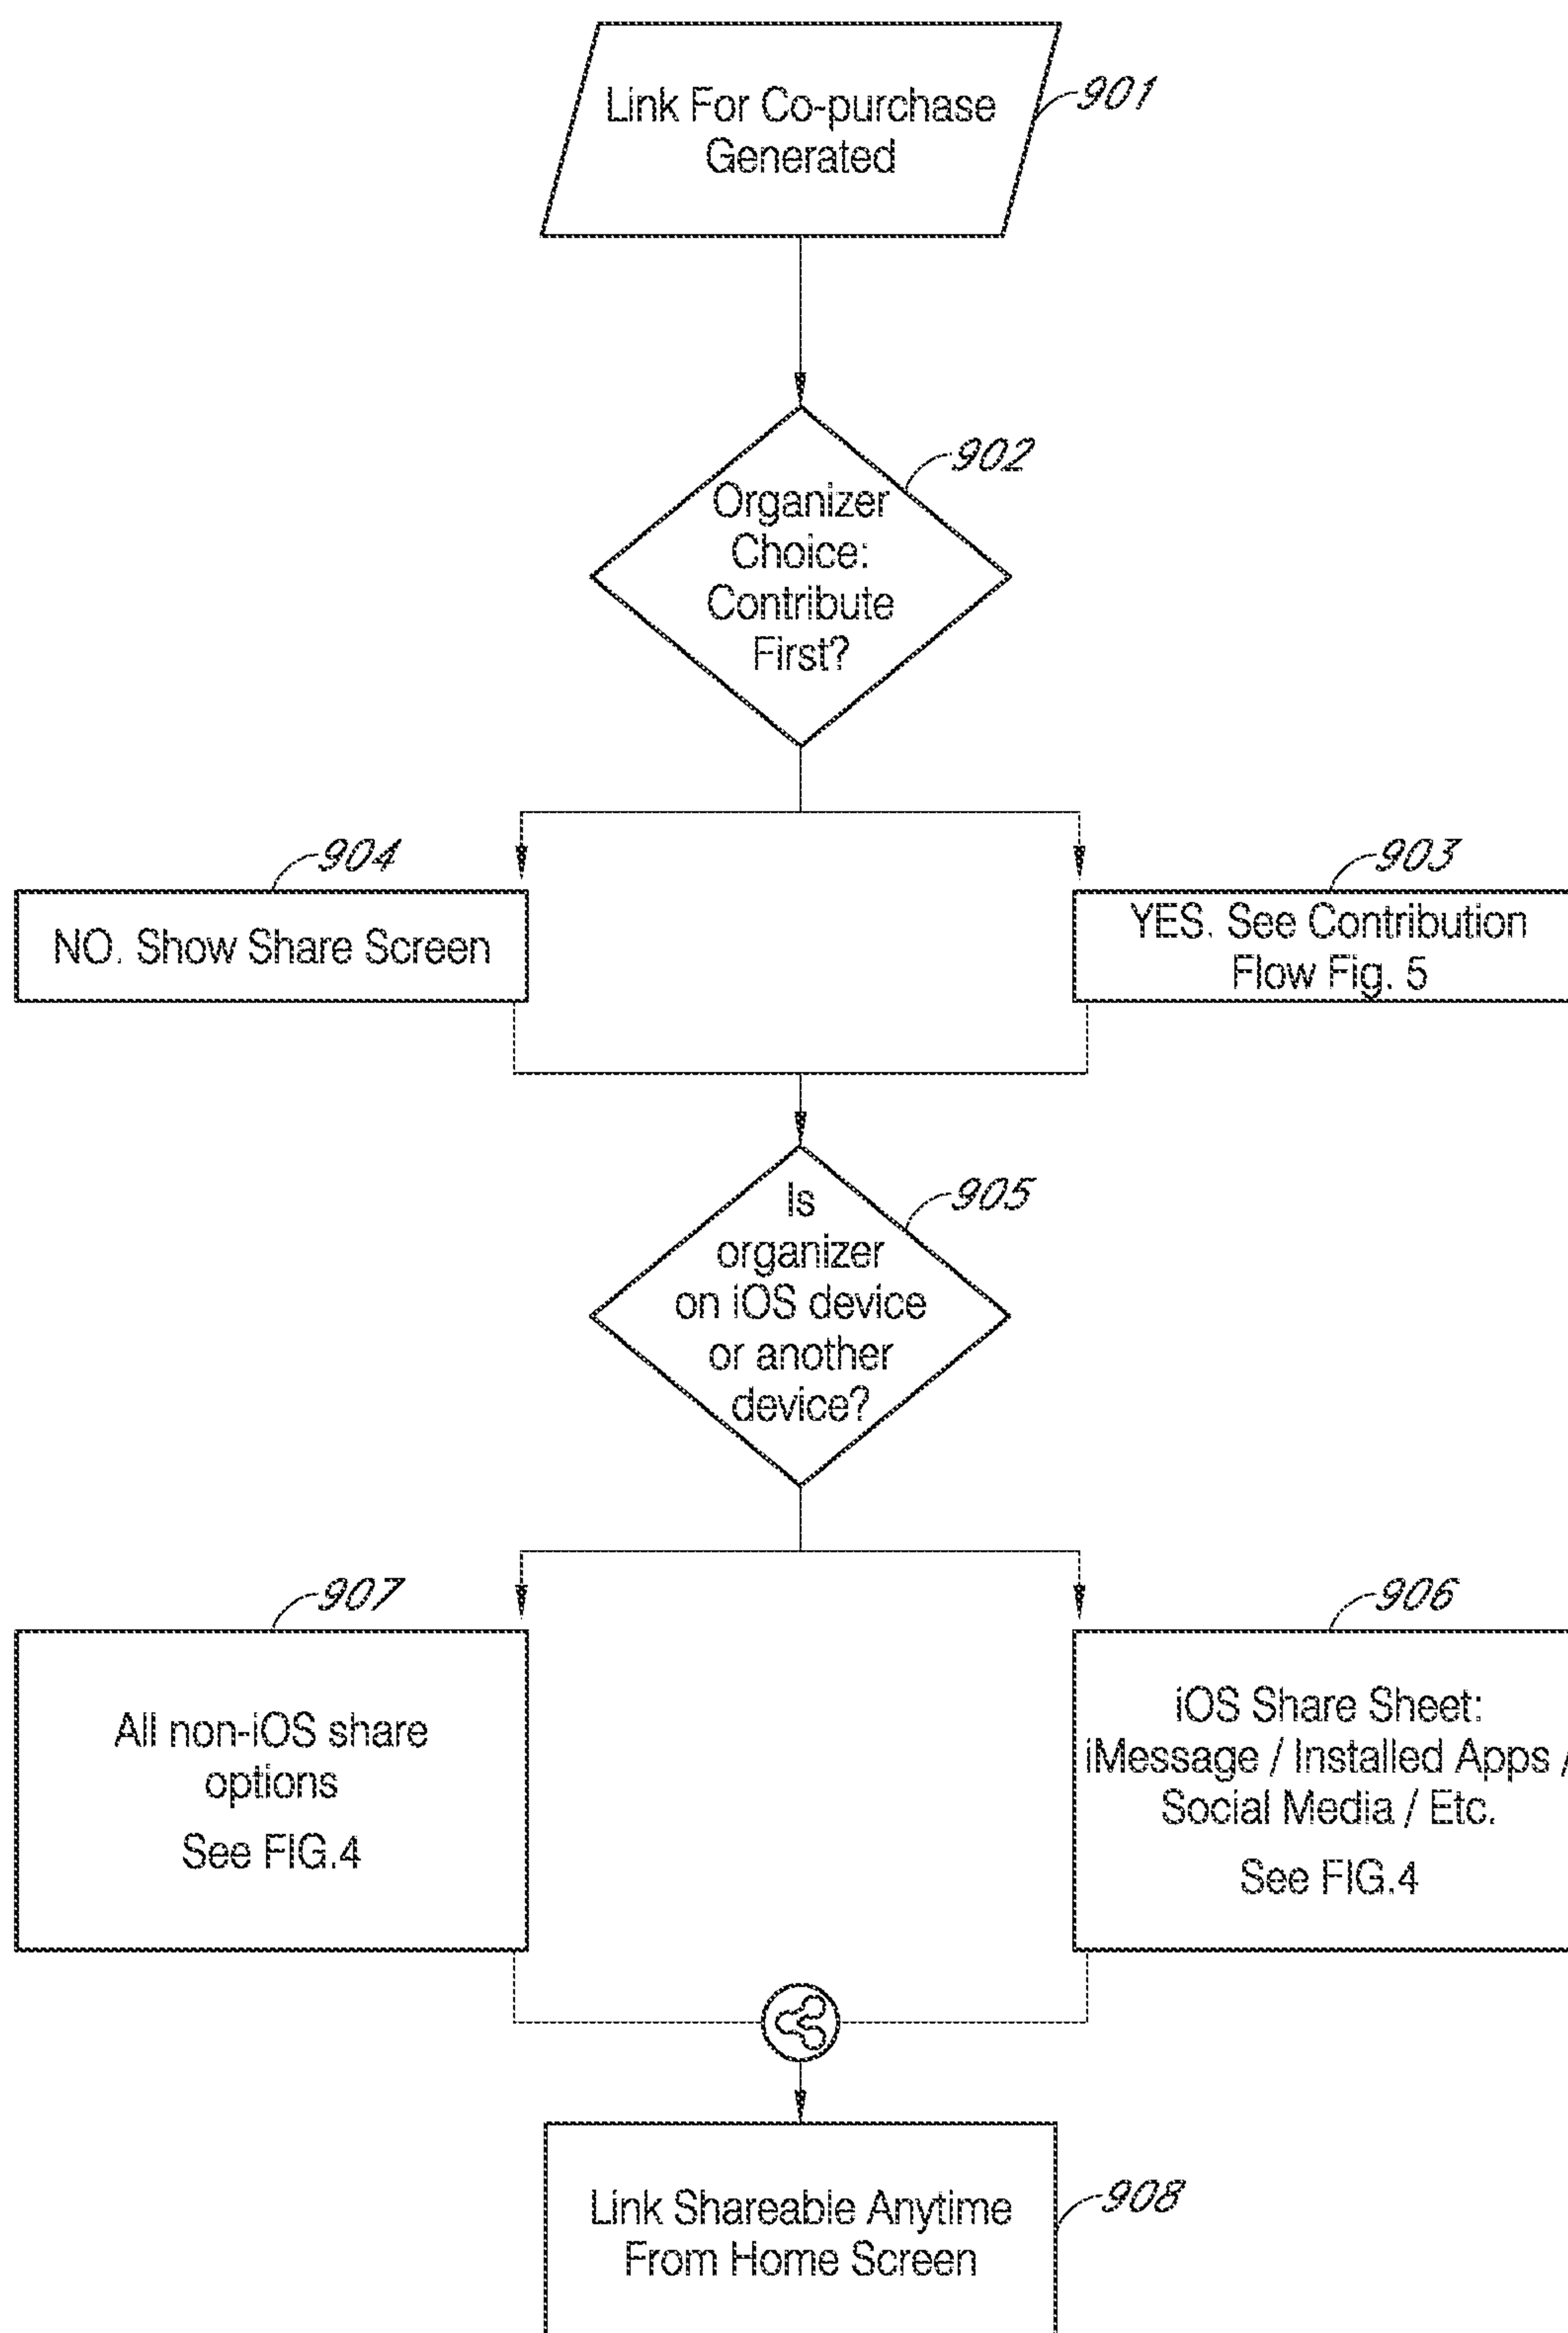 Link For Co-purchase
Generated
901
902
Organizer
Choice:
Contribute
First?
904
NO. Show Share Screen
903
YES. See Contribution
Flow Fig. 5
905
Is
organizer
on iOS device
or another
device?
907
All non-iOS share
options
See FIG.4
906
iOS Share Sheet:
iMessage / Installed Apps /
Social Media / Etc.
See FIG.4
Link Shareable Anytime
From Home Screen
908